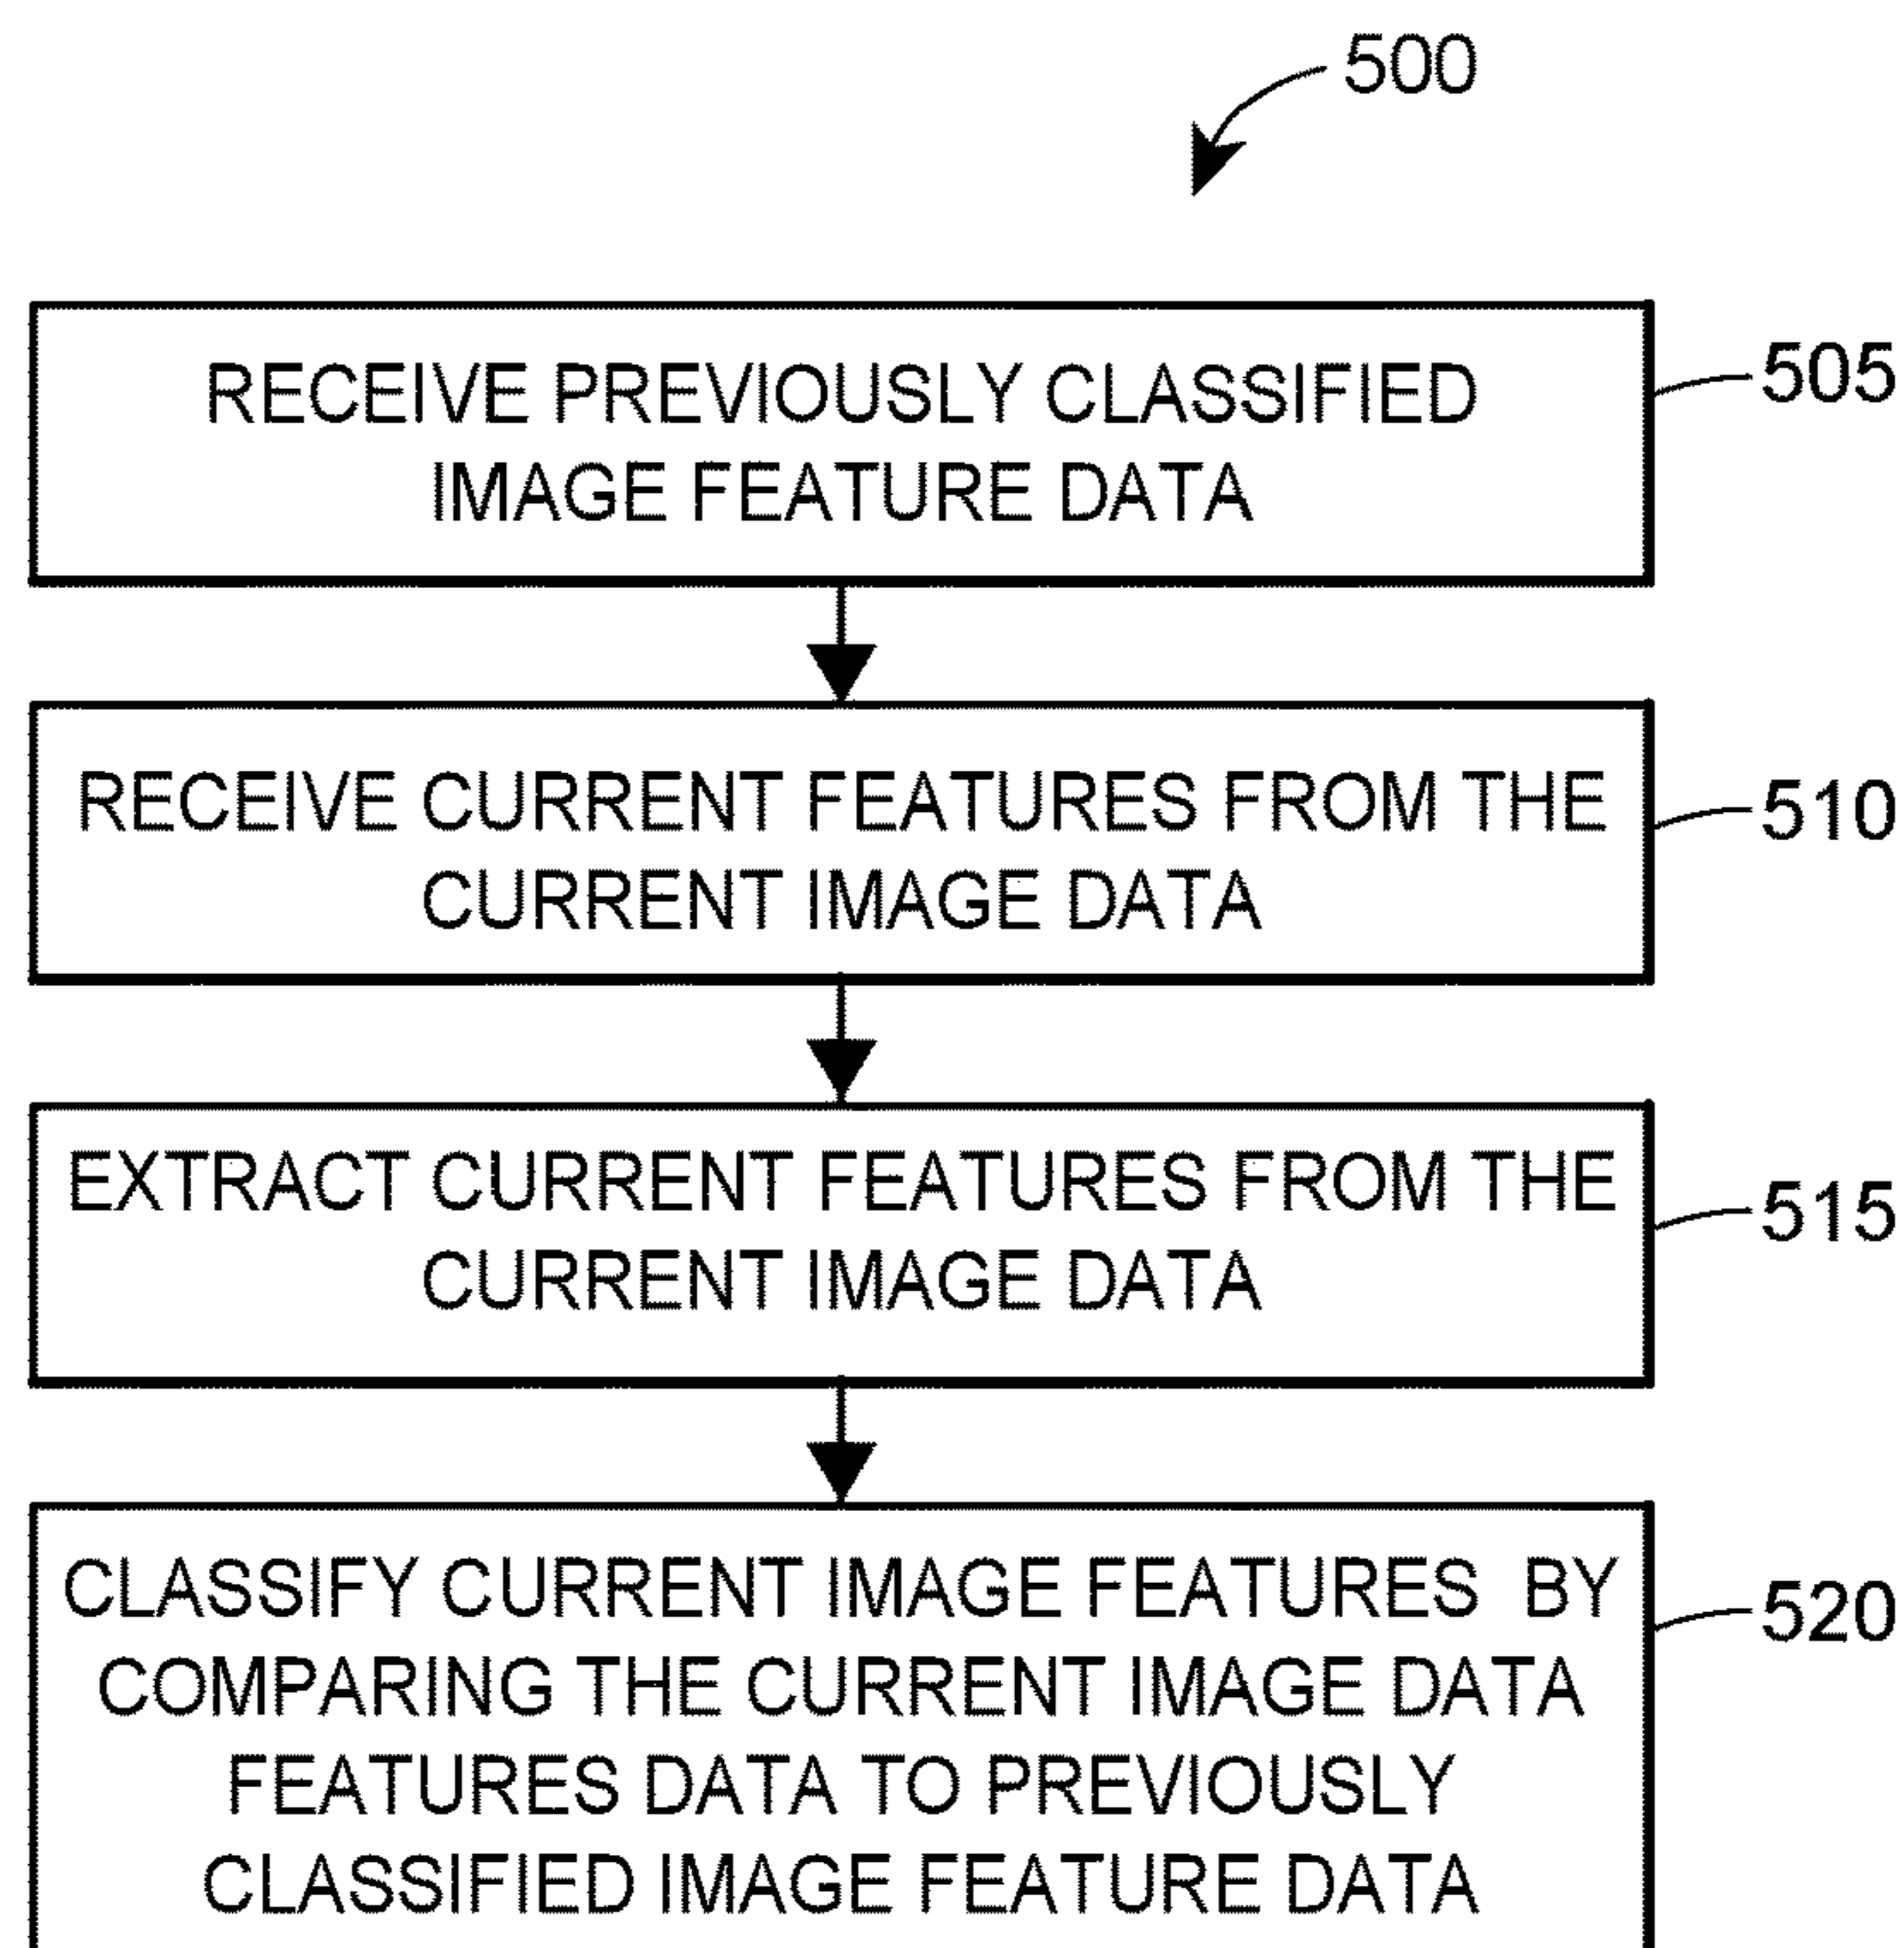 500
RECEIVE PREVIOUSLY CLASSIFIED
IMAGE FEATURE DATA
505
RECEIVE CURRENT FEATURES FROM THE
CURRENT IMAGE DATA
510
EXTRACT CURRENT FEATURES FROM THE
CURRENT IMAGE DATA
515
CLASSIFY CURRENT IMAGE FEATURES BY
COMPARING THE CURRENT IMAGE DATA
FEATURES DATA TO PREVIOUSLY
CLASSIFIED IMAGE FEATURE DATA
520